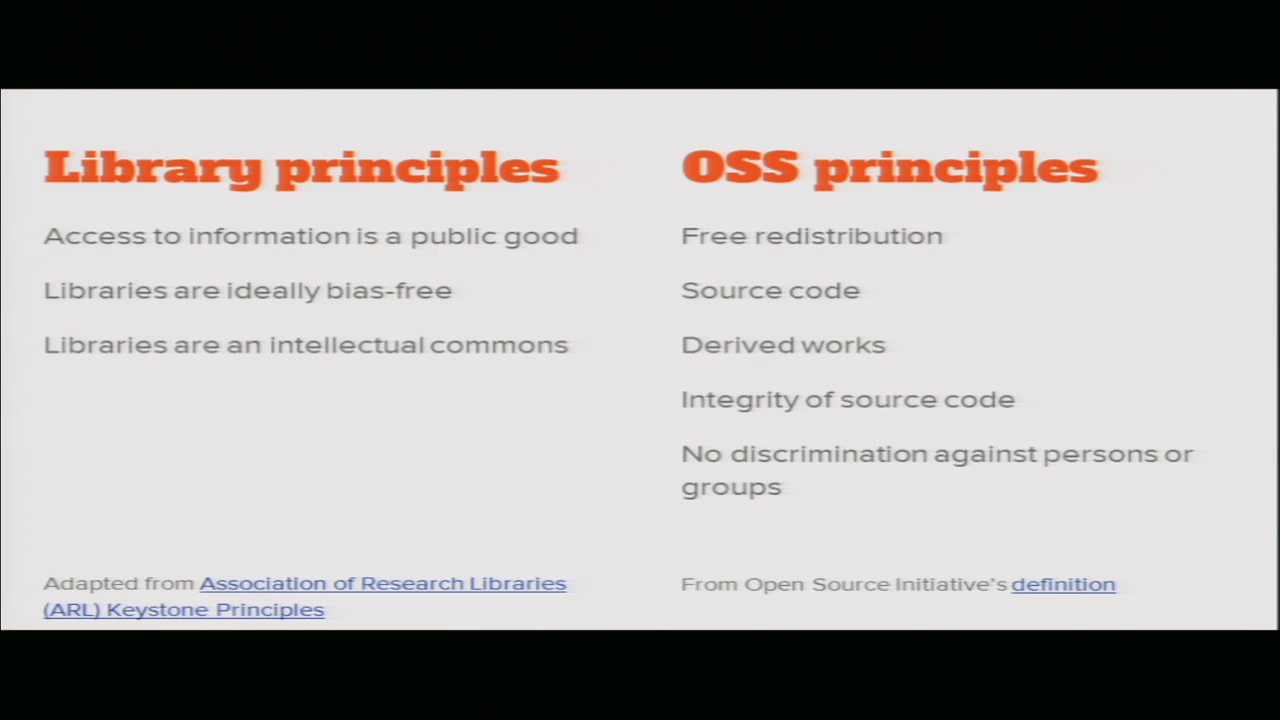 Library principles
Access to information is a public good
Libraries are ideally bias-free
Libraries are an intellectual commons
Adapted from Association of Research Libraries
(ARL) Keystone Principles
OSS principles
Free redistribution
Source code
Derived works
Integrity of source code
No discrimination against persons or
groups
From Open Source Initiative's definition